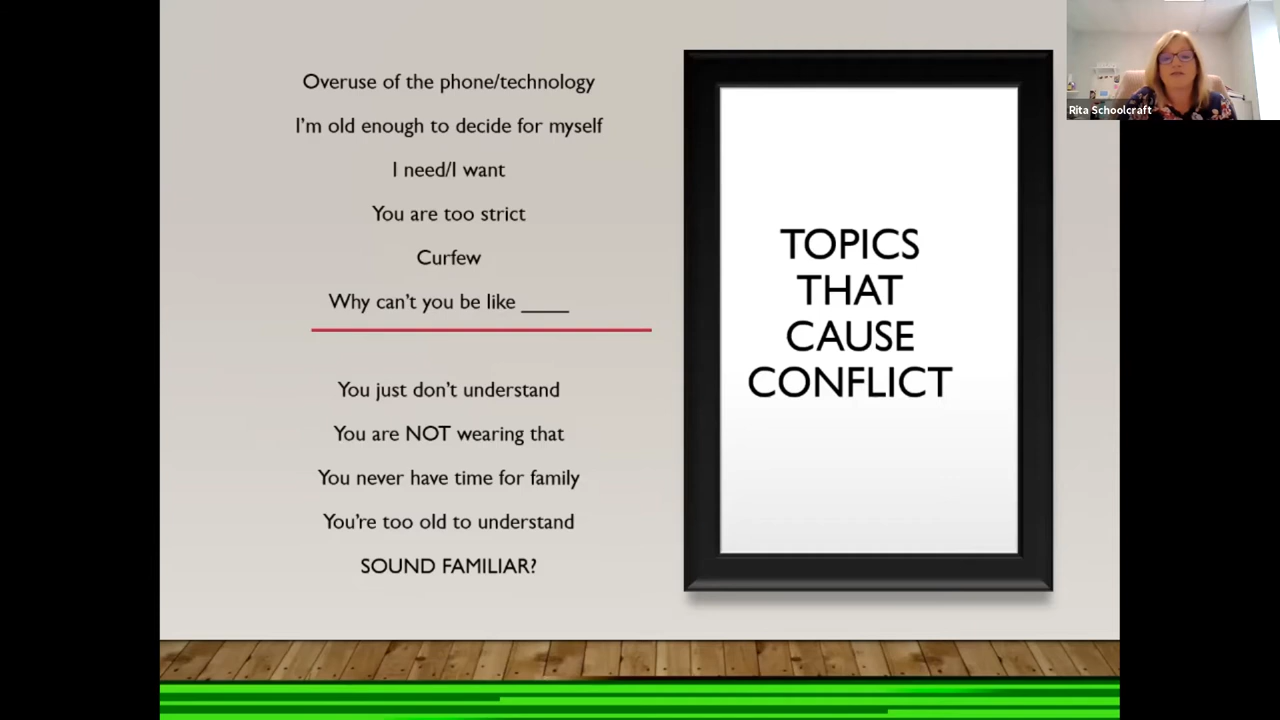 Overuse of the phone/technology
I'm old enough to decide for myself
I need/I want
You are too strict
Curfew
Why can't you be like _____
You just don't understand
You are NOT wearing that
You never have time for family
You're too old to understand
SOUND FAMILIAR?
TOPICS
THAT
CAUSE
CONFLICT
Rita Schoolcraft